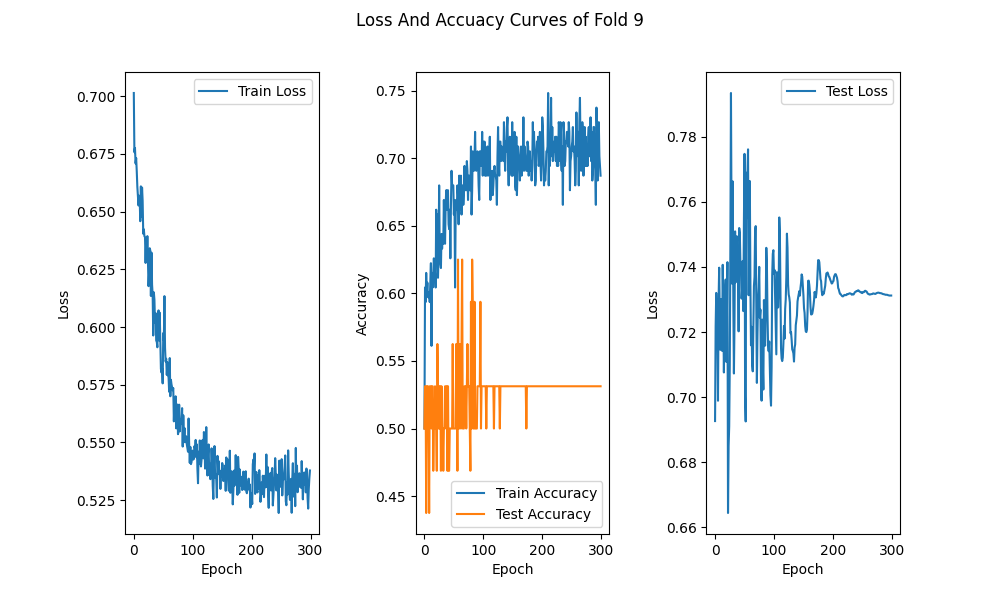 Loss And Accuacy Curves of Fold 9
Train Loss
0.700
0.675
0.650
0.625
0.600
0.575
0.550
0.525
Loss
0 100 200 300
Epoch
0.75
0.70
0.65
0.60
0.55
0.50
0.45
Accuracy
Train Accuracy
Test Accuracy
0 100 200 300
Epoch
Test Loss
0.78
0.76
0.74
0.72
0.70
0.68
0.66
Loss
0 100 200 300
Epoch